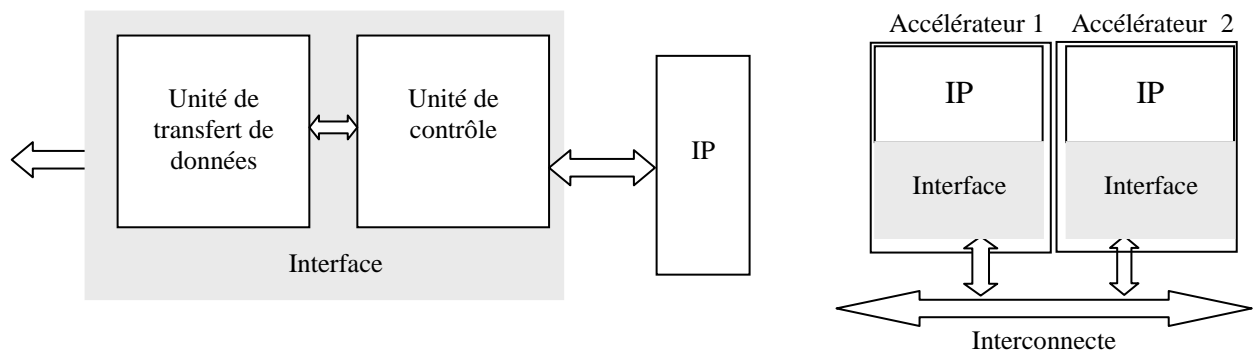 Unité de
transfert de
données
Unité de
contrôle
Interface
IP
Accélérateur 1
Accélérateur 2
IP
IP
Interface
Interface
Interconnecte